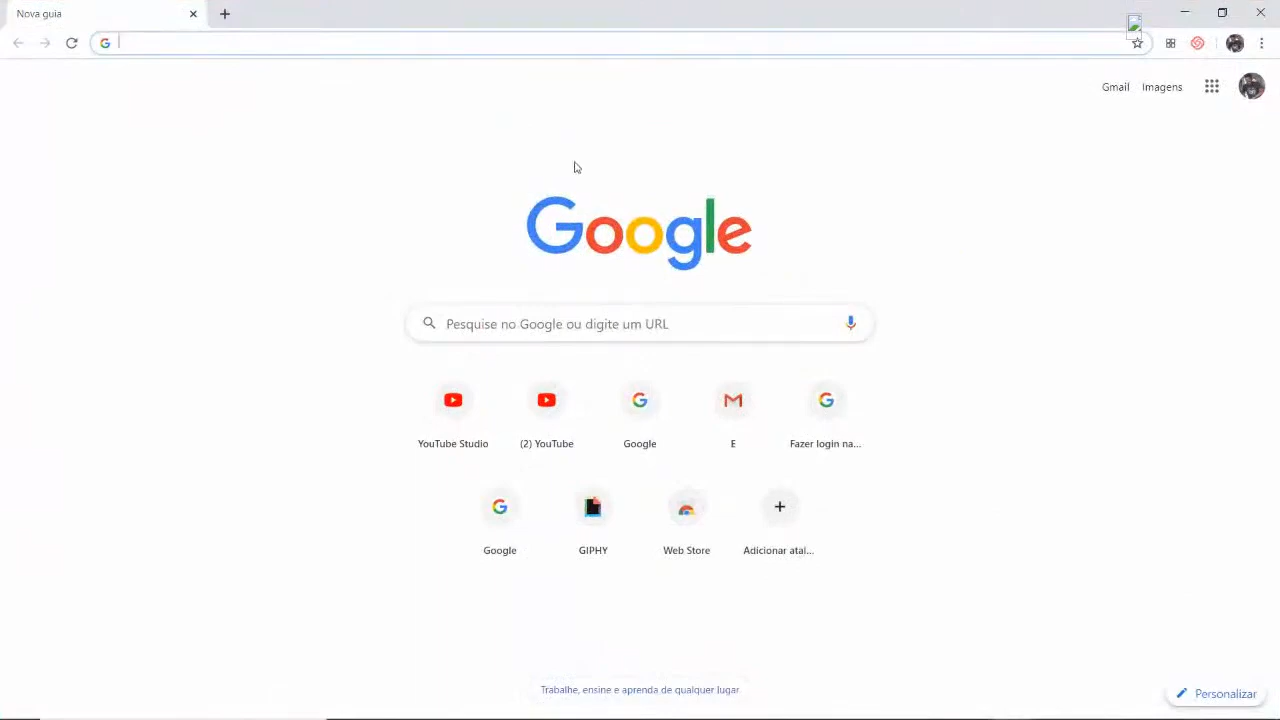 Nova guia
Gmail Imagens
Google
Pesquise no Google ou digite um URL
YouTube Studio (2) YouTube Google E Fazer login na...
Google GIPHY Web Store Adicionar atal...
Trabalhe, ensine e aprenda de qualquer lugar
Personalizar